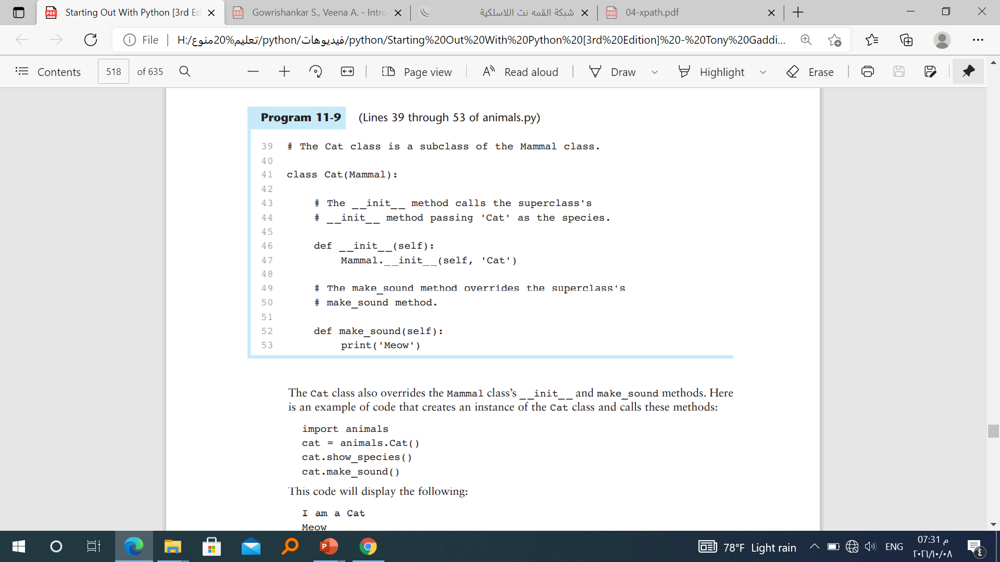 Starting Out With Python [3rd Ed
Gowrishankar S., Veena A. - Intro
شبكة القمه نت اللاسلكية
04-xpath.pdf
File
H:/تعليم%20منوع/python/فيديوهات/python/Starting%20Out%20With%20Python%20[3rd%20Edition]%20-%20Tony%20Gaddi...
Contents 518 of 635 Page view Read aloud Draw Highlight Erase
Program 11-9 (Lines 39 through 53 of animals.py)
39 # The Cat class is a subclass of the Mammal class.
40
41 class Cat(Mammal):
42
43 # The __init__ method calls the superclass's
44 # __init__ method passing 'Cat' as the species.
45
46 def __init__(self):
47 Mammal.__init__(self, 'Cat')
48
49 # The make_sound method overrides the superclass's
50 # make_sound method.
51
52 def make_sound(self):
53 print('Meow')
The Cat class also overrides the Mammal class's __init__ and make_sound methods. Here
is an example of code that creates an instance of the Cat class and calls these methods:
import animals
cat = animals.Cat()
cat.show_species()
cat.make_sound()
This code will display the following:
I am a Cat
Meow
78°F Light rain
ENG
07:31 م
٢٠٢١/١٠/٠٨
٤